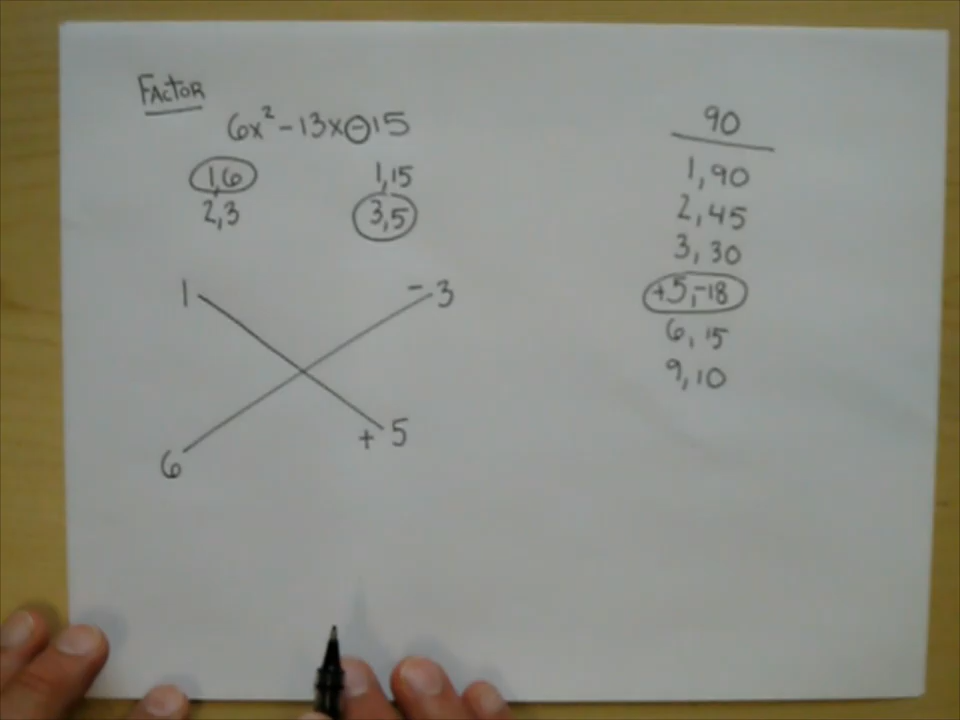 FACTOR
6x² - 13x - 15
1,6 1,15
2,3 3,5
1 - 3
6 + 5
90
1,90
2,45
3,30
+5,-18
6,15
9,10